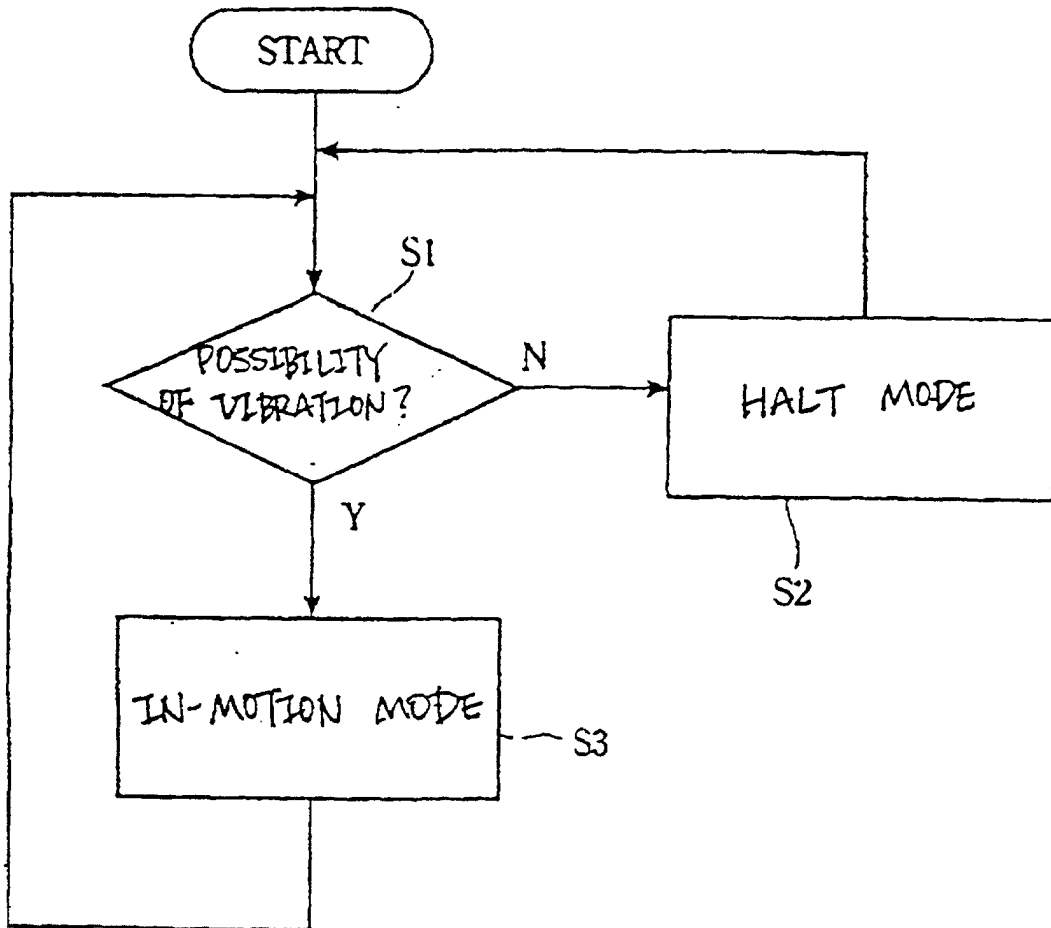 START
S1
POSSIBILITY
OF VIBRATION?
N
HALT MODE
Y
S2
IN-MOTION MODE
S3